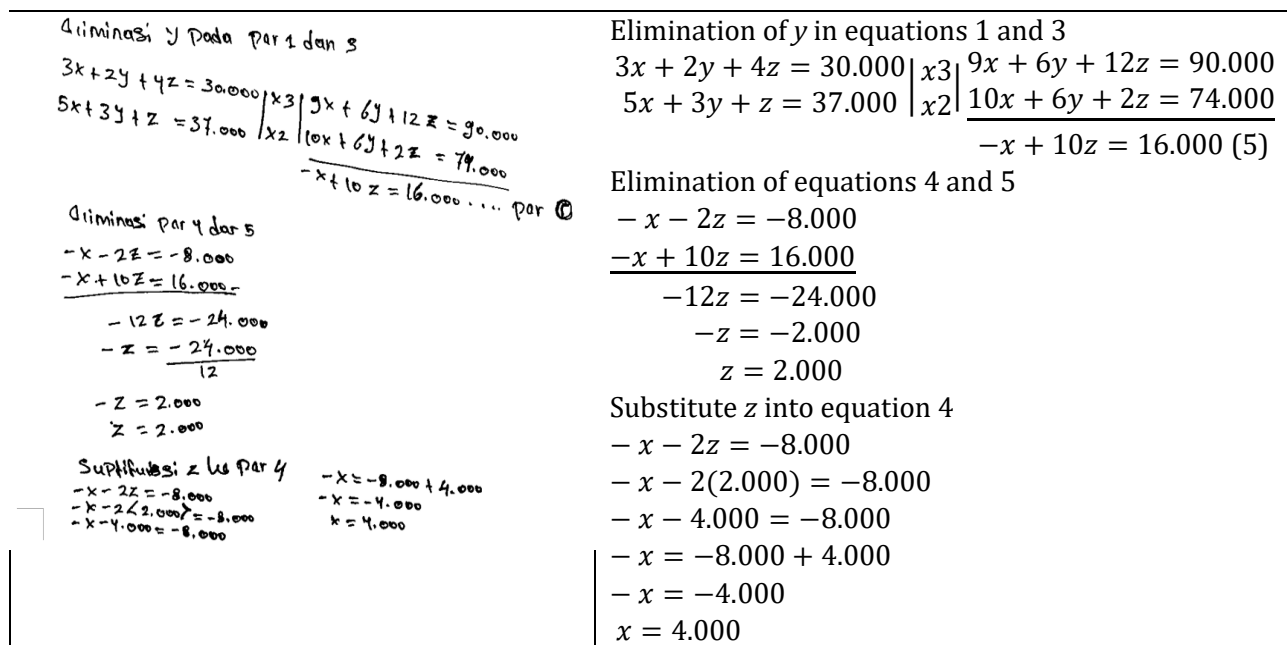 Eliminasi y pada par 1 dan 3
3x + 2y + 4z = 30.000 | x3 | 9x + 6y + 12z = 90.000
5x + 3y + z = 37.000 | x2 | 10x + 6y + 2z = 74.000
-x + 10z = 16.000 .... par
Eliminasi par 4 dar 5
-x - 2z = -8.000
-x + 10z = 16.000 -
-12z = -24.000
-z = -24.000
12
-z = 2.000
z = 2.000
Suptitussi z ke par 4
-x - 2z = -8.000
-x - 2(2.000) = -8.000
-x - 4.000 = -8.000
-x = -8.000 + 4.000
-x = -4.000
x = 4.000
Elimination of y in equations 1 and 3
3x + 2y + 4z = 30.000 | x3 | 9x + 6y + 12z = 90.000
5x + 3y + z = 37.000 | x2 | 10x + 6y + 2z = 74.000
−x + 10z = 16.000 (5)
Elimination of equations 4 and 5
− x − 2z = −8.000
−x + 10z = 16.000
−12z = −24.000
−z = −2.000
z = 2.000
Substitute z into equation 4
− x − 2z = −8.000
− x − 2(2.000) = −8.000
− x − 4.000 = −8.000
− x = −8.000 + 4.000
− x = −4.000
x = 4.000